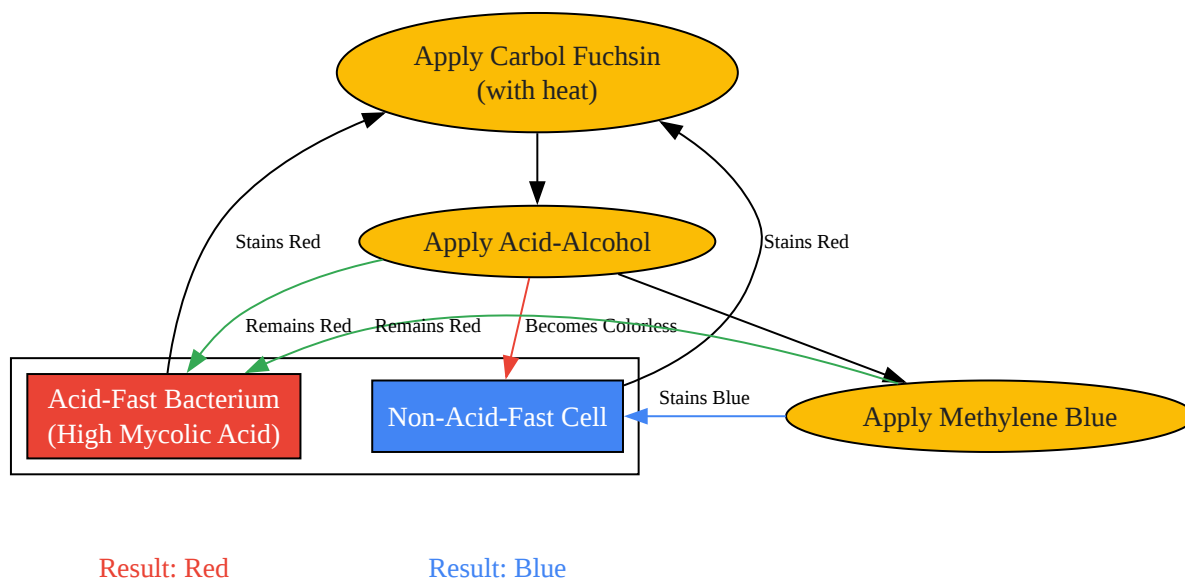 Apply Carbol Fuchsin
(with heat)
Apply Acid-Alcohol
Stains Red
Stains Red
Remains Red
Remains Red
Becomes Colorless
Acid-Fast Bacterium
(High Mycolic Acid)
Non-Acid-Fast Cell
Stains Blue
Apply Methylene Blue
Result: Red
Result: Blue